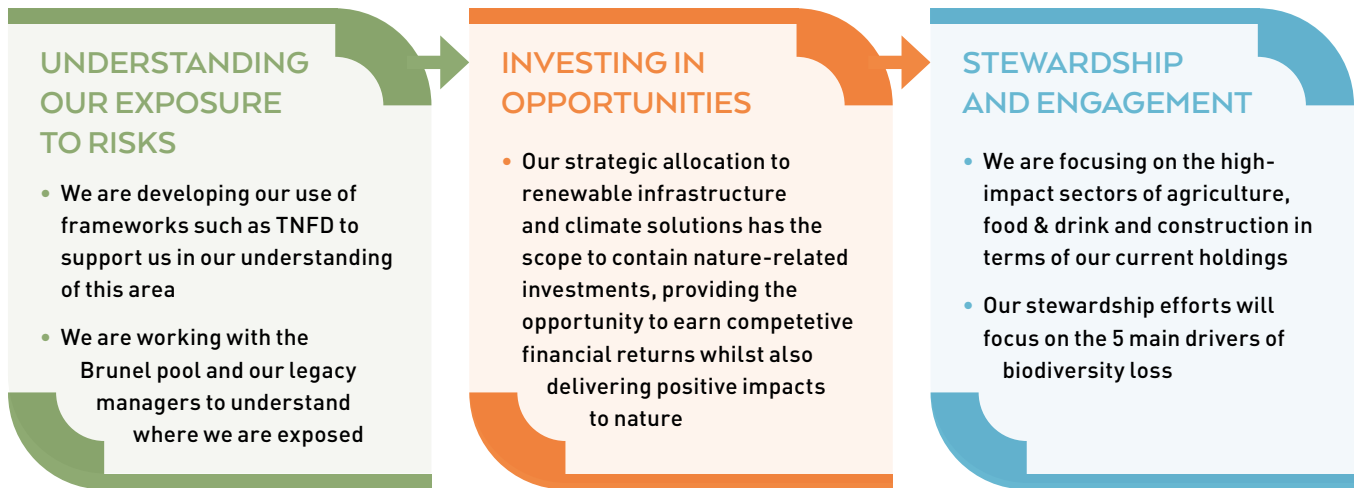 UNDERSTANDING
OUR EXPOSURE
TO RISKS
• We are developing our use of
frameworks such as TNFD to
support us in our understanding
of this area
• We are working with the
Brunel pool and our legacy
managers to understand
where we are exposed
INVESTING IN
OPPORTUNITIES
• Our strategic allocation to
renewable infrastructure
and climate solutions has the
scope to contain nature-related
investments, providing the
opportunity to earn competetive
financial returns whilst also
delivering positive impacts
to nature
STEWARDSHIP
AND ENGAGEMENT
• We are focusing on the high-
impact sectors of agriculture,
food & drink and construction in
terms of our current holdings
• Our stewardship efforts will
focus on the 5 main drivers of
biodiversity loss